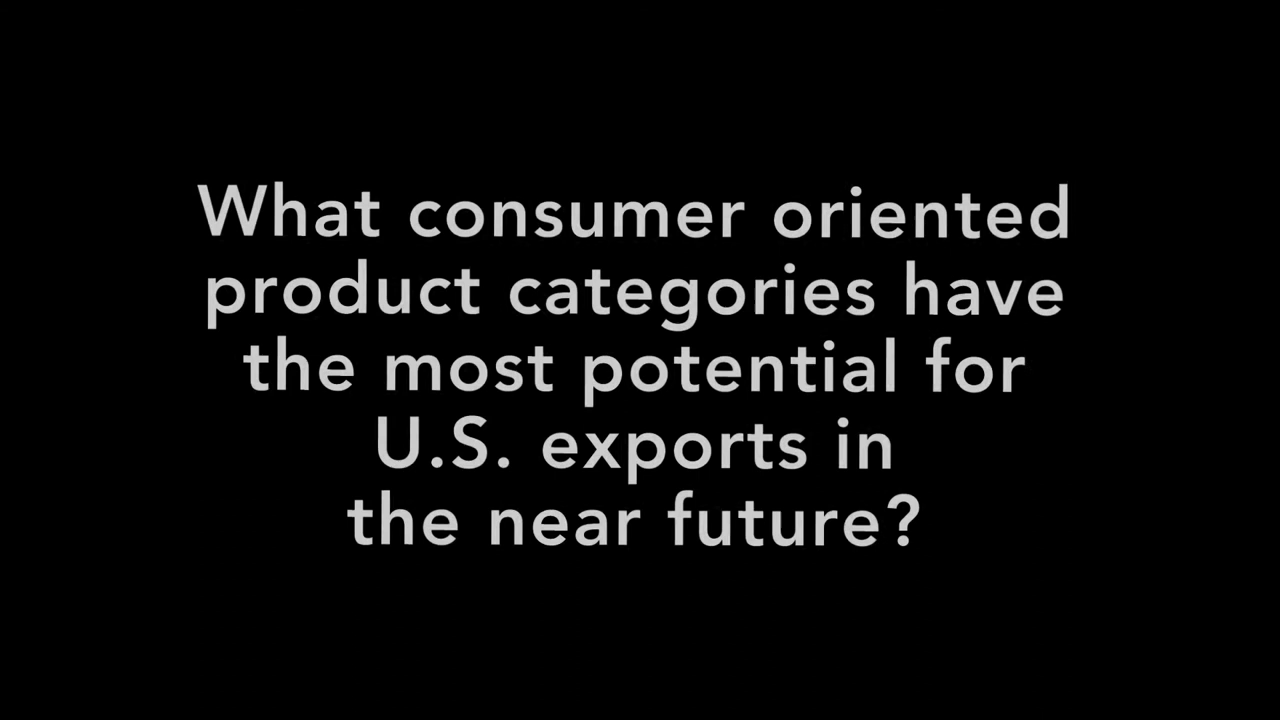 What consumer oriented
product categories have
the most potential for
U.S. exports in
the near future?